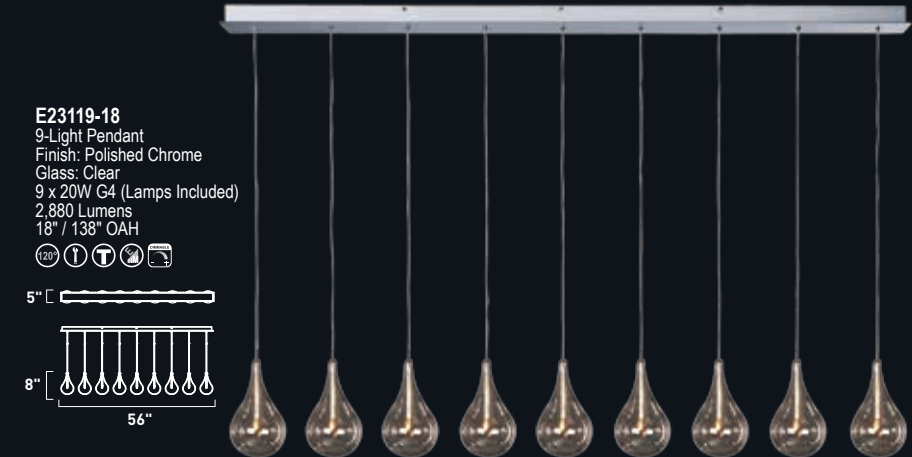 E23119-18
9-Light Pendant
Finish: Polished Chrome
Glass: Clear
9 x 20W G4 (Lamps Included)
2,880 Lumens
18" / 138" OAH
120° T DIMMABLE - +
5"
8"
56"